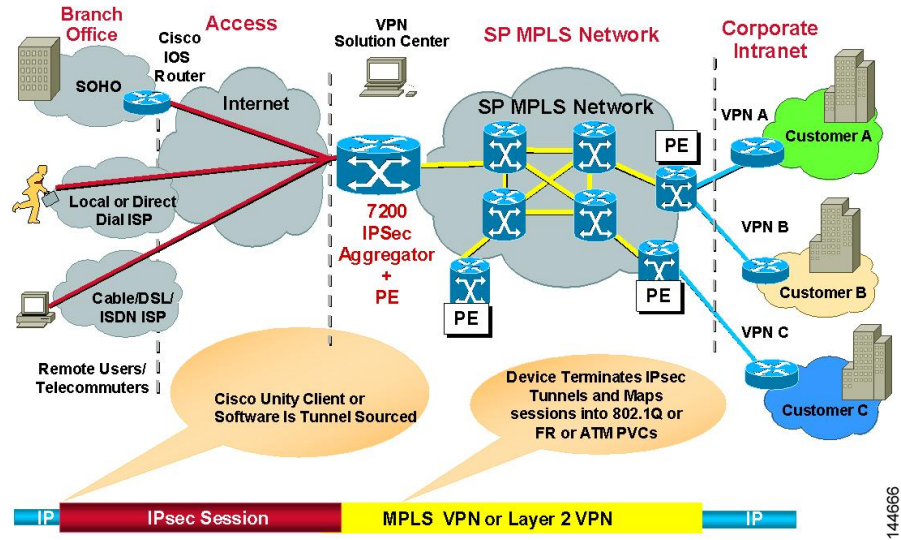 Branch
Office
Access
VPN
Solution Center
SP MPLS Network
Corporate
Intranet
Cisco
IOS
Router
SOHO
Internet
SP MPLS Network
PE
VPN A
Customer A
Local or Direct
Dial ISP
7200
IPSec
Aggregator
+
PE
VPN B
Customer B
Cable/DSL/
ISDN ISP
PE
PE
VPN C
Customer C
Remote Users/
Telecommuters
Cisco Unity Client or
Software Is Tunnel Sourced
Device Terminates IPsec
Tunnels and Maps
sessions into 802.1Q or
FR or ATM PVCs
IP
IPsec Session
MPLS VPN or Layer 2 VPN
IP
144666